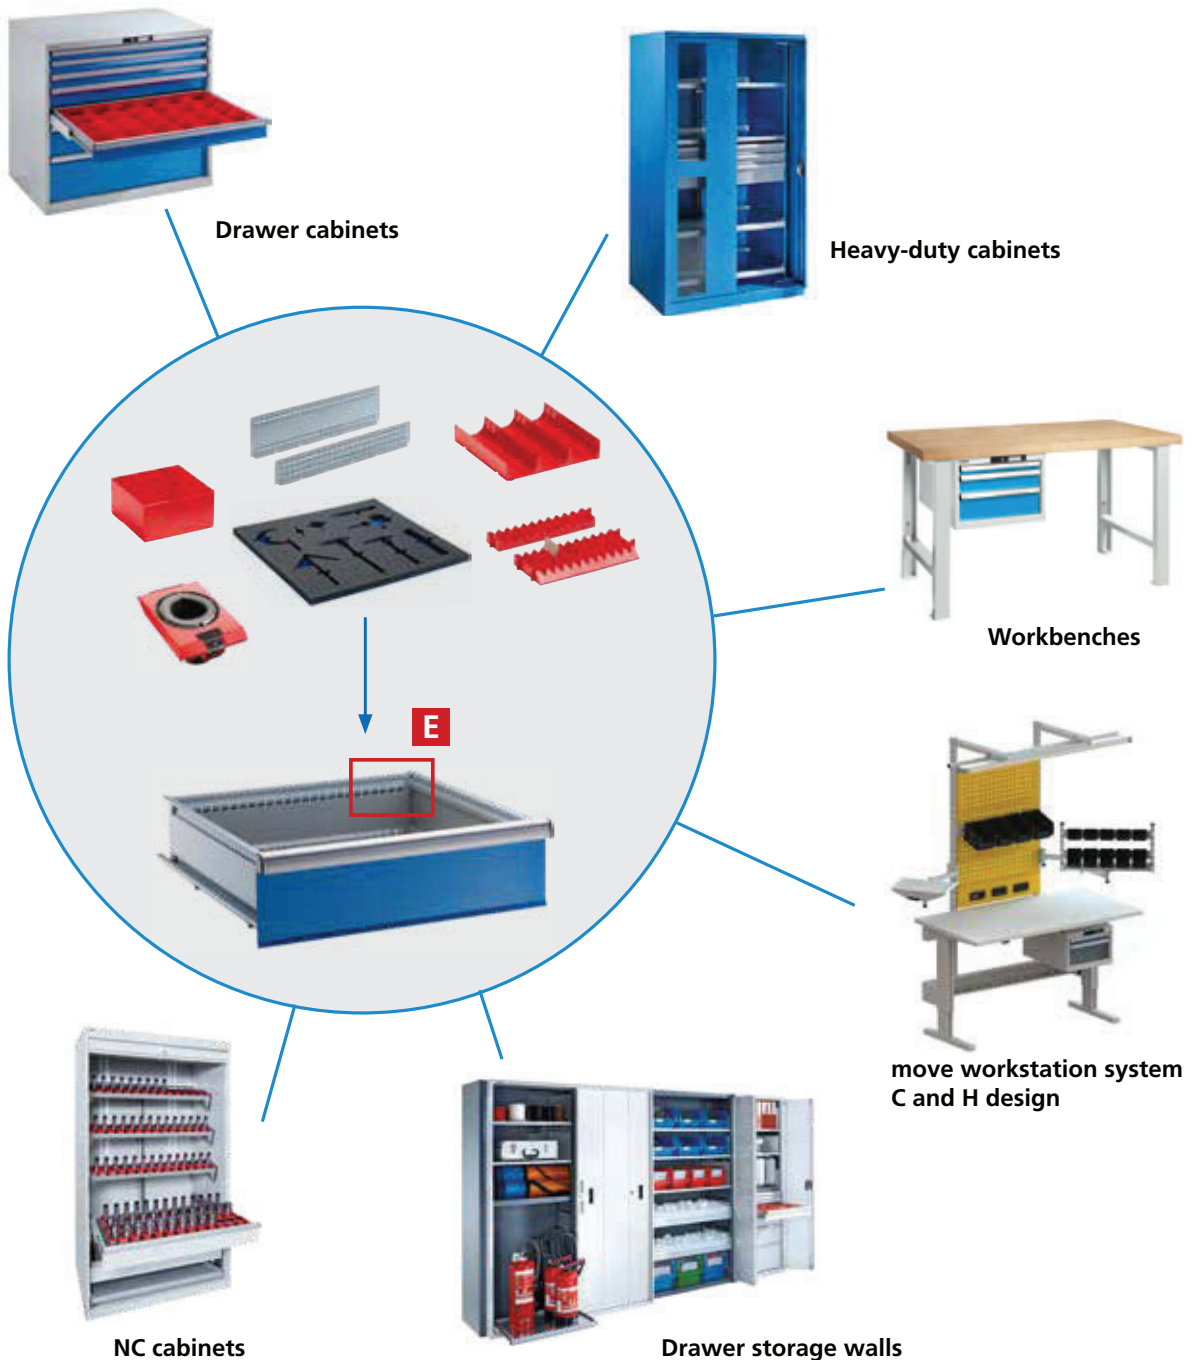 Drawer cabinets
Heavy-duty cabinets
E
Workbenches
move workstation system
C and H design
NC cabinets
Drawer storage walls